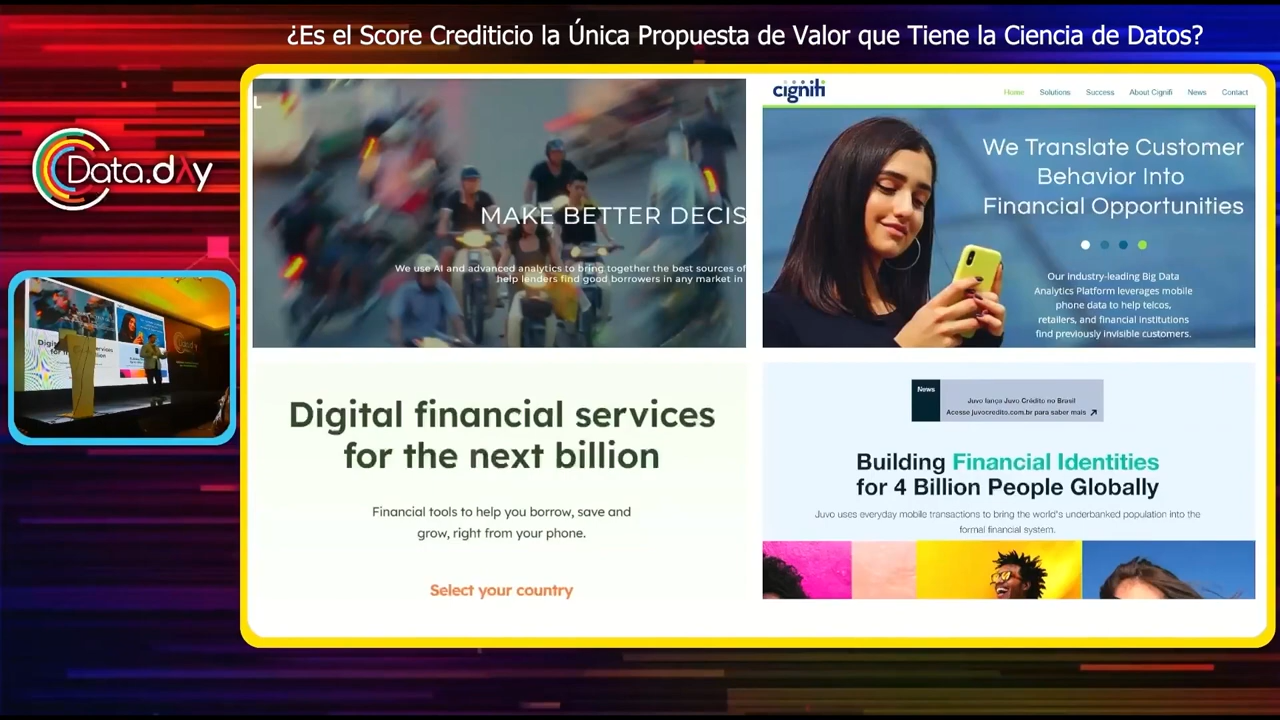 ¿Es el Score Crediticio la Única Propuesta de Valor que Tiene la Ciencia de Datos?
Data.dAy
L
MAKE BETTER DECIS
We use AI and advanced analytics to bring together the best sources of
help lenders find good borrowers in any market in
cignifi
Home Solutions Success About Cignifi News Contact
We Translate Customer
Behavior Into
Financial Opportunities
Our industry-leading Big Data
Analytics Platform leverages mobile
phone data to help telcos,
retailers, and financial institutions
find previously invisible customers.
Digital financial services
for the next billion
Financial tools to help you borrow, save and
grow, right from your phone.
Select your country
News
Juvo lança Juvo Crédito no Brasil
Acesse juvocredito.com.br para saber mais
Building Financial Identities
for 4 Billion People Globally
Juvo uses everyday mobile transactions to bring the world's underbanked population into the
formal financial system.